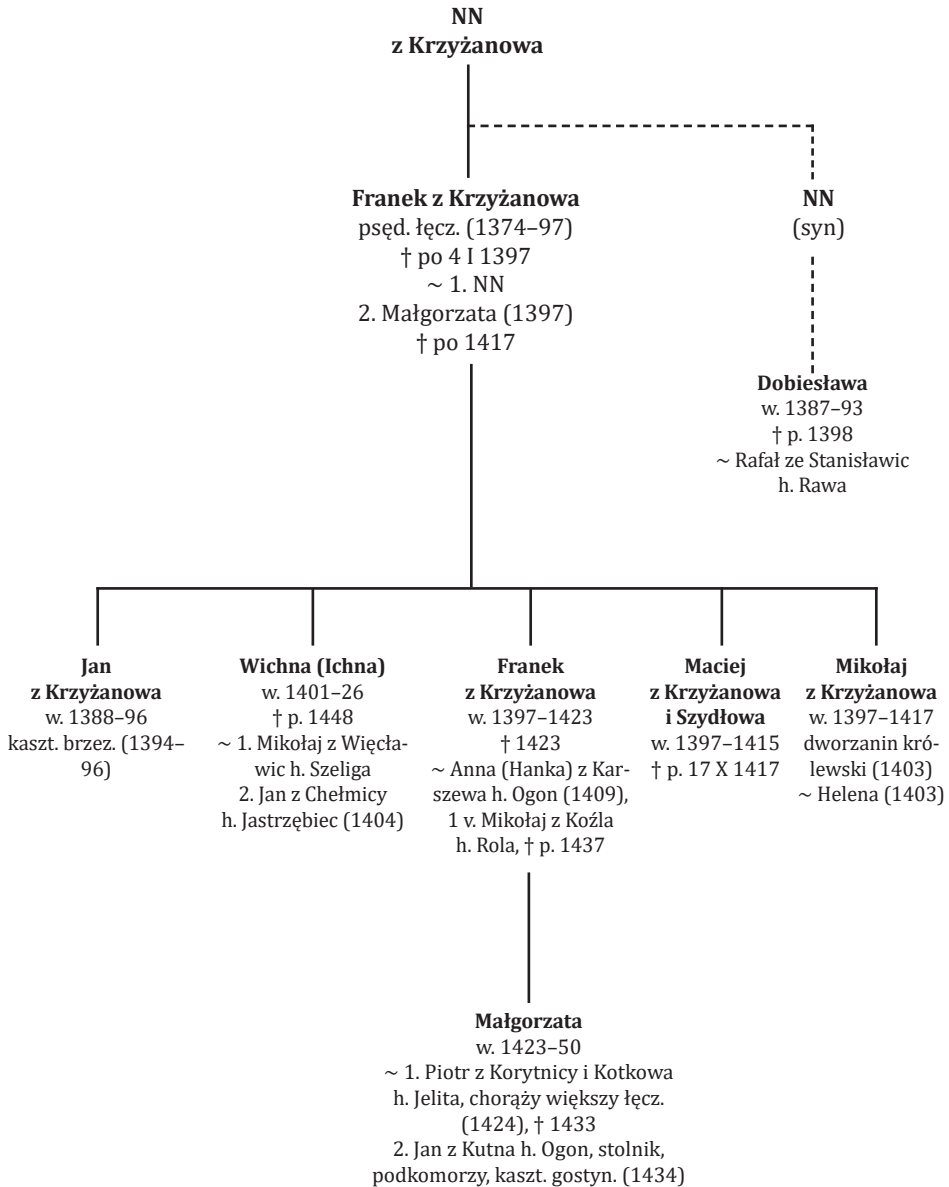 NN
z Krzyżanowa
Franek z Krzyżanowa
psęd. łęcz. (1374–97)
† po 4 I 1397
~ 1. NN
2. Małgorzata (1397)
† po 1417
NN
(syn)
Dobiesława
w. 1387–93
† p. 1398
~ Rafał ze Stanisławic
h. Rawa
Jan
z Krzyżanowa
w. 1388–96
kaszt. brzez. (1394–
96)
Wichna (Ichna)
w. 1401–26
† p. 1448
~ 1. Mikołaj z Więcła-
wic h. Szeliga
2. Jan z Chełmicy
h. Jastrzębiec (1404)
Franek
z Krzyżanowa
w. 1397–1423
† 1423
~ Anna (Hanka) z Kar-
szewa h. Ogon (1409),
1 v. Mikołaj z Koźla
h. Rola, † p. 1437
Maciej
z Krzyżanowa
i Szydłowa
w. 1397–1415
† p. 17 X 1417
Mikołaj
z Krzyżanowa
w. 1397–1417
dworzanin kró-
lewski (1403)
~ Helena (1403)
Małgorzata
w. 1423–50
~ 1. Piotr z Korytnicy i Kotkowa
h. Jelita, chorąży większy łęcz.
(1424), † 1433
2. Jan z Kutna h. Ogon, stolnik,
podkomorzy, kaszt. gostyn. (1434)